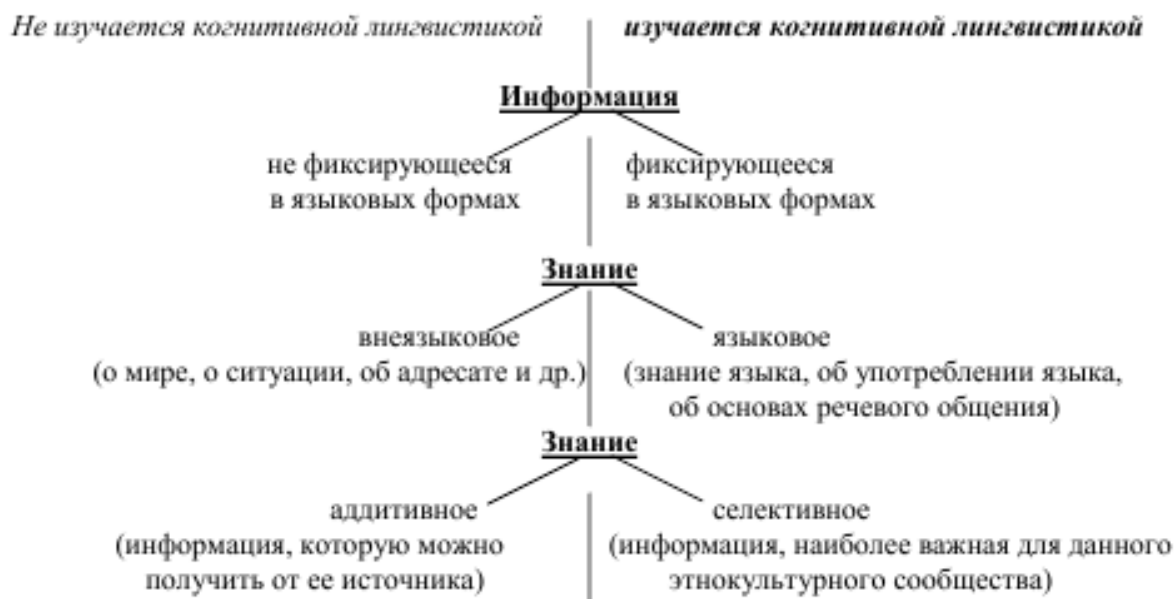 Не изучается когнитивной лингвистикой изучается когнитивной лингвистикой
Информация
не фиксирующееся фиксирующееся
в языковых формах в языковых формах
Знание
внеязыковое языковое
(о мире, о ситуации, об адресате и др.) (знание языка, об употреблении языка,
об основах речевого общения)
Знание
аддитивное селективное
(информация, которую можно (информация, наиболее важная для данного
получить от ее источника) этнокультурного сообщества)